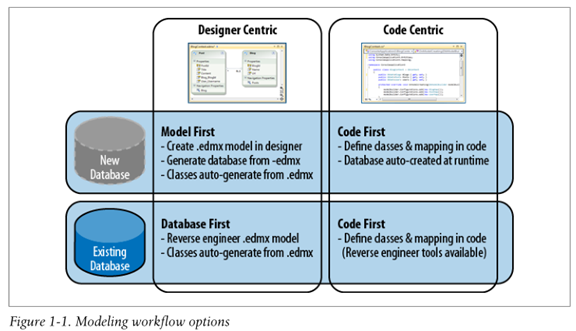 Designer Centric
Code Centric
New
Database
Model First
- Create .edmx model in designer
- Generate database from -edmx
- Classes auto-generate from .edmx
Code First
- Define classes & mapping in code
- Database auto-created at runtime
Existing
Database
Database First
- Reverse engineer .edmx model
- Classes auto-generate from .edmx
Code First
- Define classes & mapping in code
(Reverse engineer tools available)
Figure 1-1. Modeling workflow options